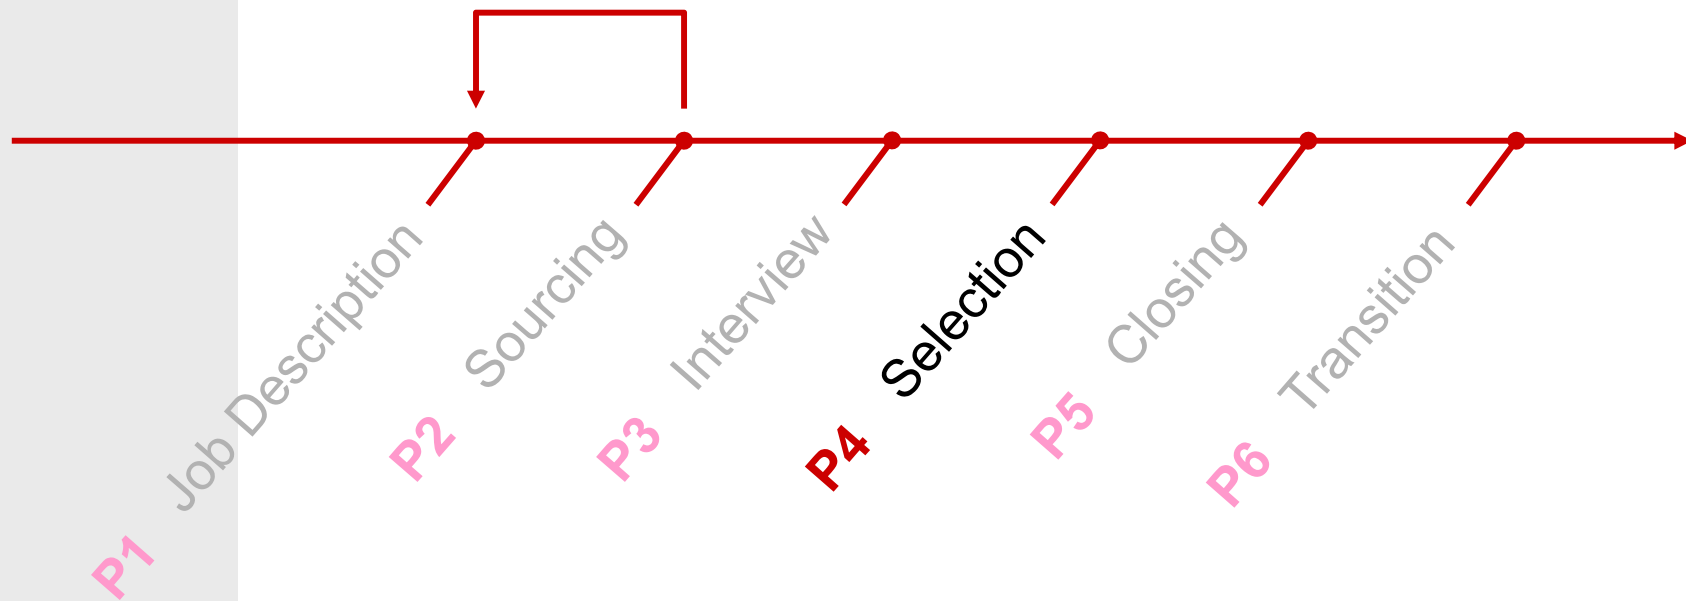 P1 Job Description
P2 Sourcing
P3 Interview
P4 Selection
P5 Closing
P6 Transition